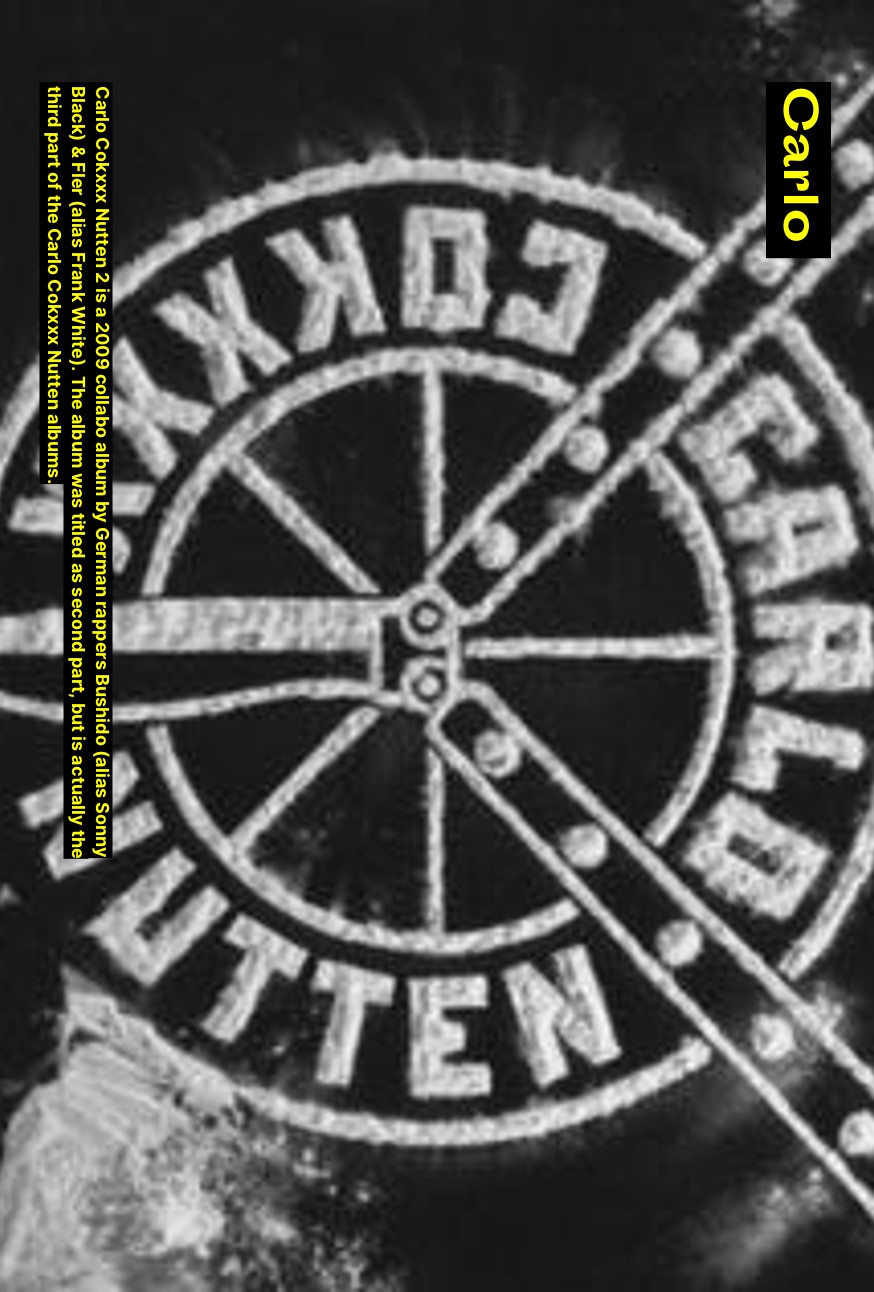 Carlo
CARLO
COKXXX
NUTTEN
Carlo Cokxxx Nutten 2 is a 2009 collabo album by German rappers Bushido (alias Sonny
Black) & Fler (alias Frank White). The album was titled as second part, but is actually the
third part of the Carlo Cokxxx Nutten albums.